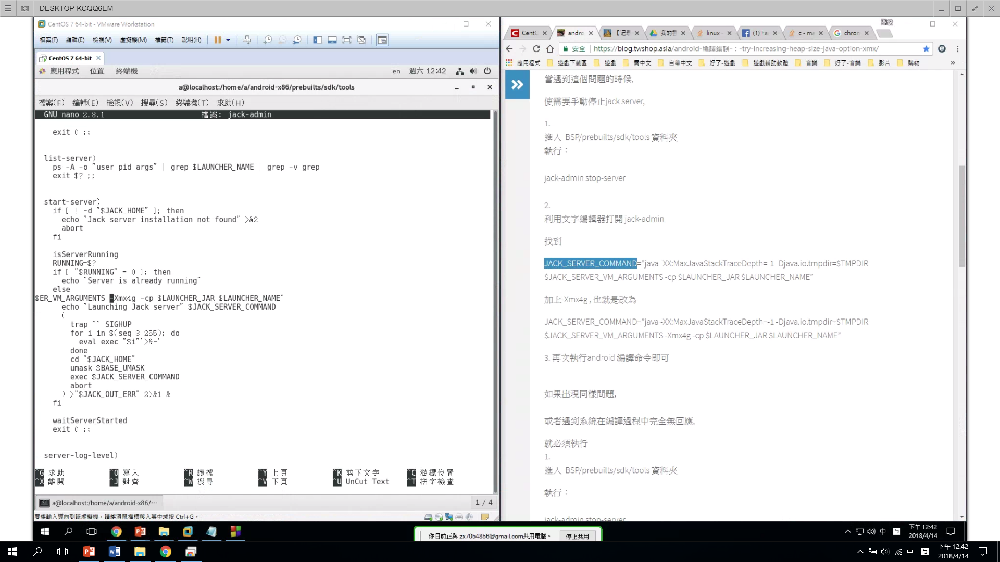 DESKTOP-KCQQ6EM
CentOS 7 64-bit - VMware Workstation
檔案(F) 編輯(E) 檢視(V) 虛擬機(M) 標籤(T) 說明(H)
CentOS 7 64-bit
應用程式 位置 終端機 en 週六 12:42
a@localhost:/home/a/android-x86/prebuilts/sdk/tools
檔案(F) 編輯(E) 檢視(V) 搜尋(S) 終端機(T) 求助(H)
GNU nano 2.3.1 檔案: jack-admin
exit 0 ;;
list-server)
ps -A -o "user pid args" | grep $LAUNCHER_NAME | grep -v grep
exit $? ;;
start-server)
if [ ! -d "$JACK_HOME" ]; then
echo "Jack server installation not found" >&2
abort
fi
isServerRunning
RUNNING=$?
if [ "$RUNNING" = 0 ]; then
echo "Server is already running"
else
$ER_VM_ARGUMENTS -Xmx4g -cp $LAUNCHER_JAR $LAUNCHER_NAME"
echo "Launching Jack server" $JACK_SERVER_COMMAND
(
trap "" SIGHUP
for i in $(seq 3 255); do
eval exec "$i"'>&-'
done
cd "$JACK_HOME"
umask $BASE_UMASK
exec $JACK_SERVER_COMMAND
abort
) >"$JACK_OUT_ERR" 2>&1 &
fi
waitServerStarted
exit 0 ;;
server-log-level)
^G 求助 ^O 寫入 ^R 讀檔 ^Y 上頁 ^K 剪下文字 ^C 游標位置
^X 離開 ^J 對齊 ^W 搜尋 ^V 下頁 ^U UnCut Text ^T 拼字檢查
a@localhost:/home/a/android-x86/··· 1 / 4
要將輸入導向到該虛擬機，請將滑鼠指標移入其中或按 Ctrl+G。
CentC andro 【记录 我的雲 linux - (1) Fa c - ma chron
安全 https://blog.twshop.asia/android-編譯錯誤-：-try-increasing-heap-size-java-option-xmx/
應用程式 遊戲下載區 遊戲 需中文 自帶中文 好了-遊戲 遊戲輔助軟體 音樂 好了-音樂 影片 購物 »
當遇到這個問題的時候,
使需要手動停止jack server,
1.
進入 BSP/prebuilts/sdk/tools 資料夾
執行：
jack-admin stop-server
2.
利用文字編輯器打開 jack-admin
找到
JACK_SERVER_COMMAND="java -XX:MaxJavaStackTraceDepth=-1 -Djava.io.tmpdir=$TMPDIR
$JACK_SERVER_VM_ARGUMENTS -cp $LAUNCHER_JAR $LAUNCHER_NAME"
加上-Xmx4g , 也就是改為
JACK_SERVER_COMMAND="java -XX:MaxJavaStackTraceDepth=-1 -Djava.io.tmpdir=$TMPDIR
$JACK_SERVER_VM_ARGUMENTS -Xmx4g -cp $LAUNCHER_JAR $LAUNCHER_NAME"
3. 再次執行android 編譯命令即可
如果出現同樣問題,
或者遇到系統在編譯過程中完全無回應,
就必須執行
1.
進入 BSP/prebuilts/sdk/tools 資料夾
執行：
jack-admin stop-server
你目前正與 zx7054856@gmail.com共用電腦。 停止共用
中 下午 12:42
2018/4/14
中 下午 12:42
2018/4/14